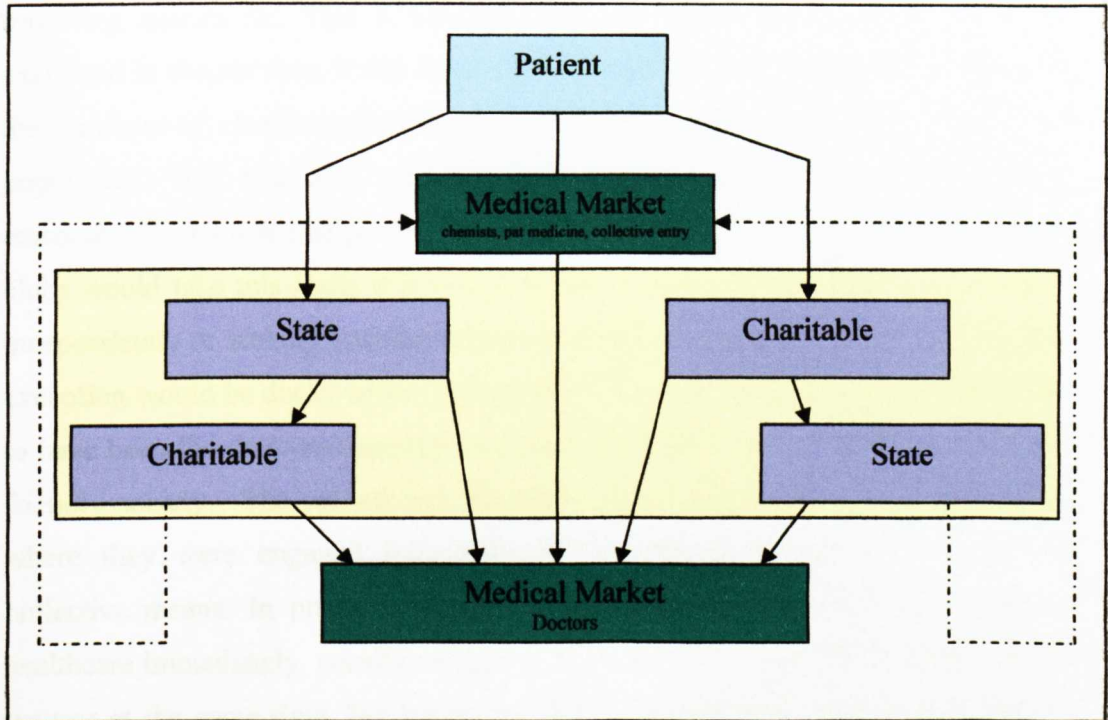 Patient
Medical Market
chemists, pat medicine, collective entry
State
Charitable
Charitable
State
Medical Market
Doctors